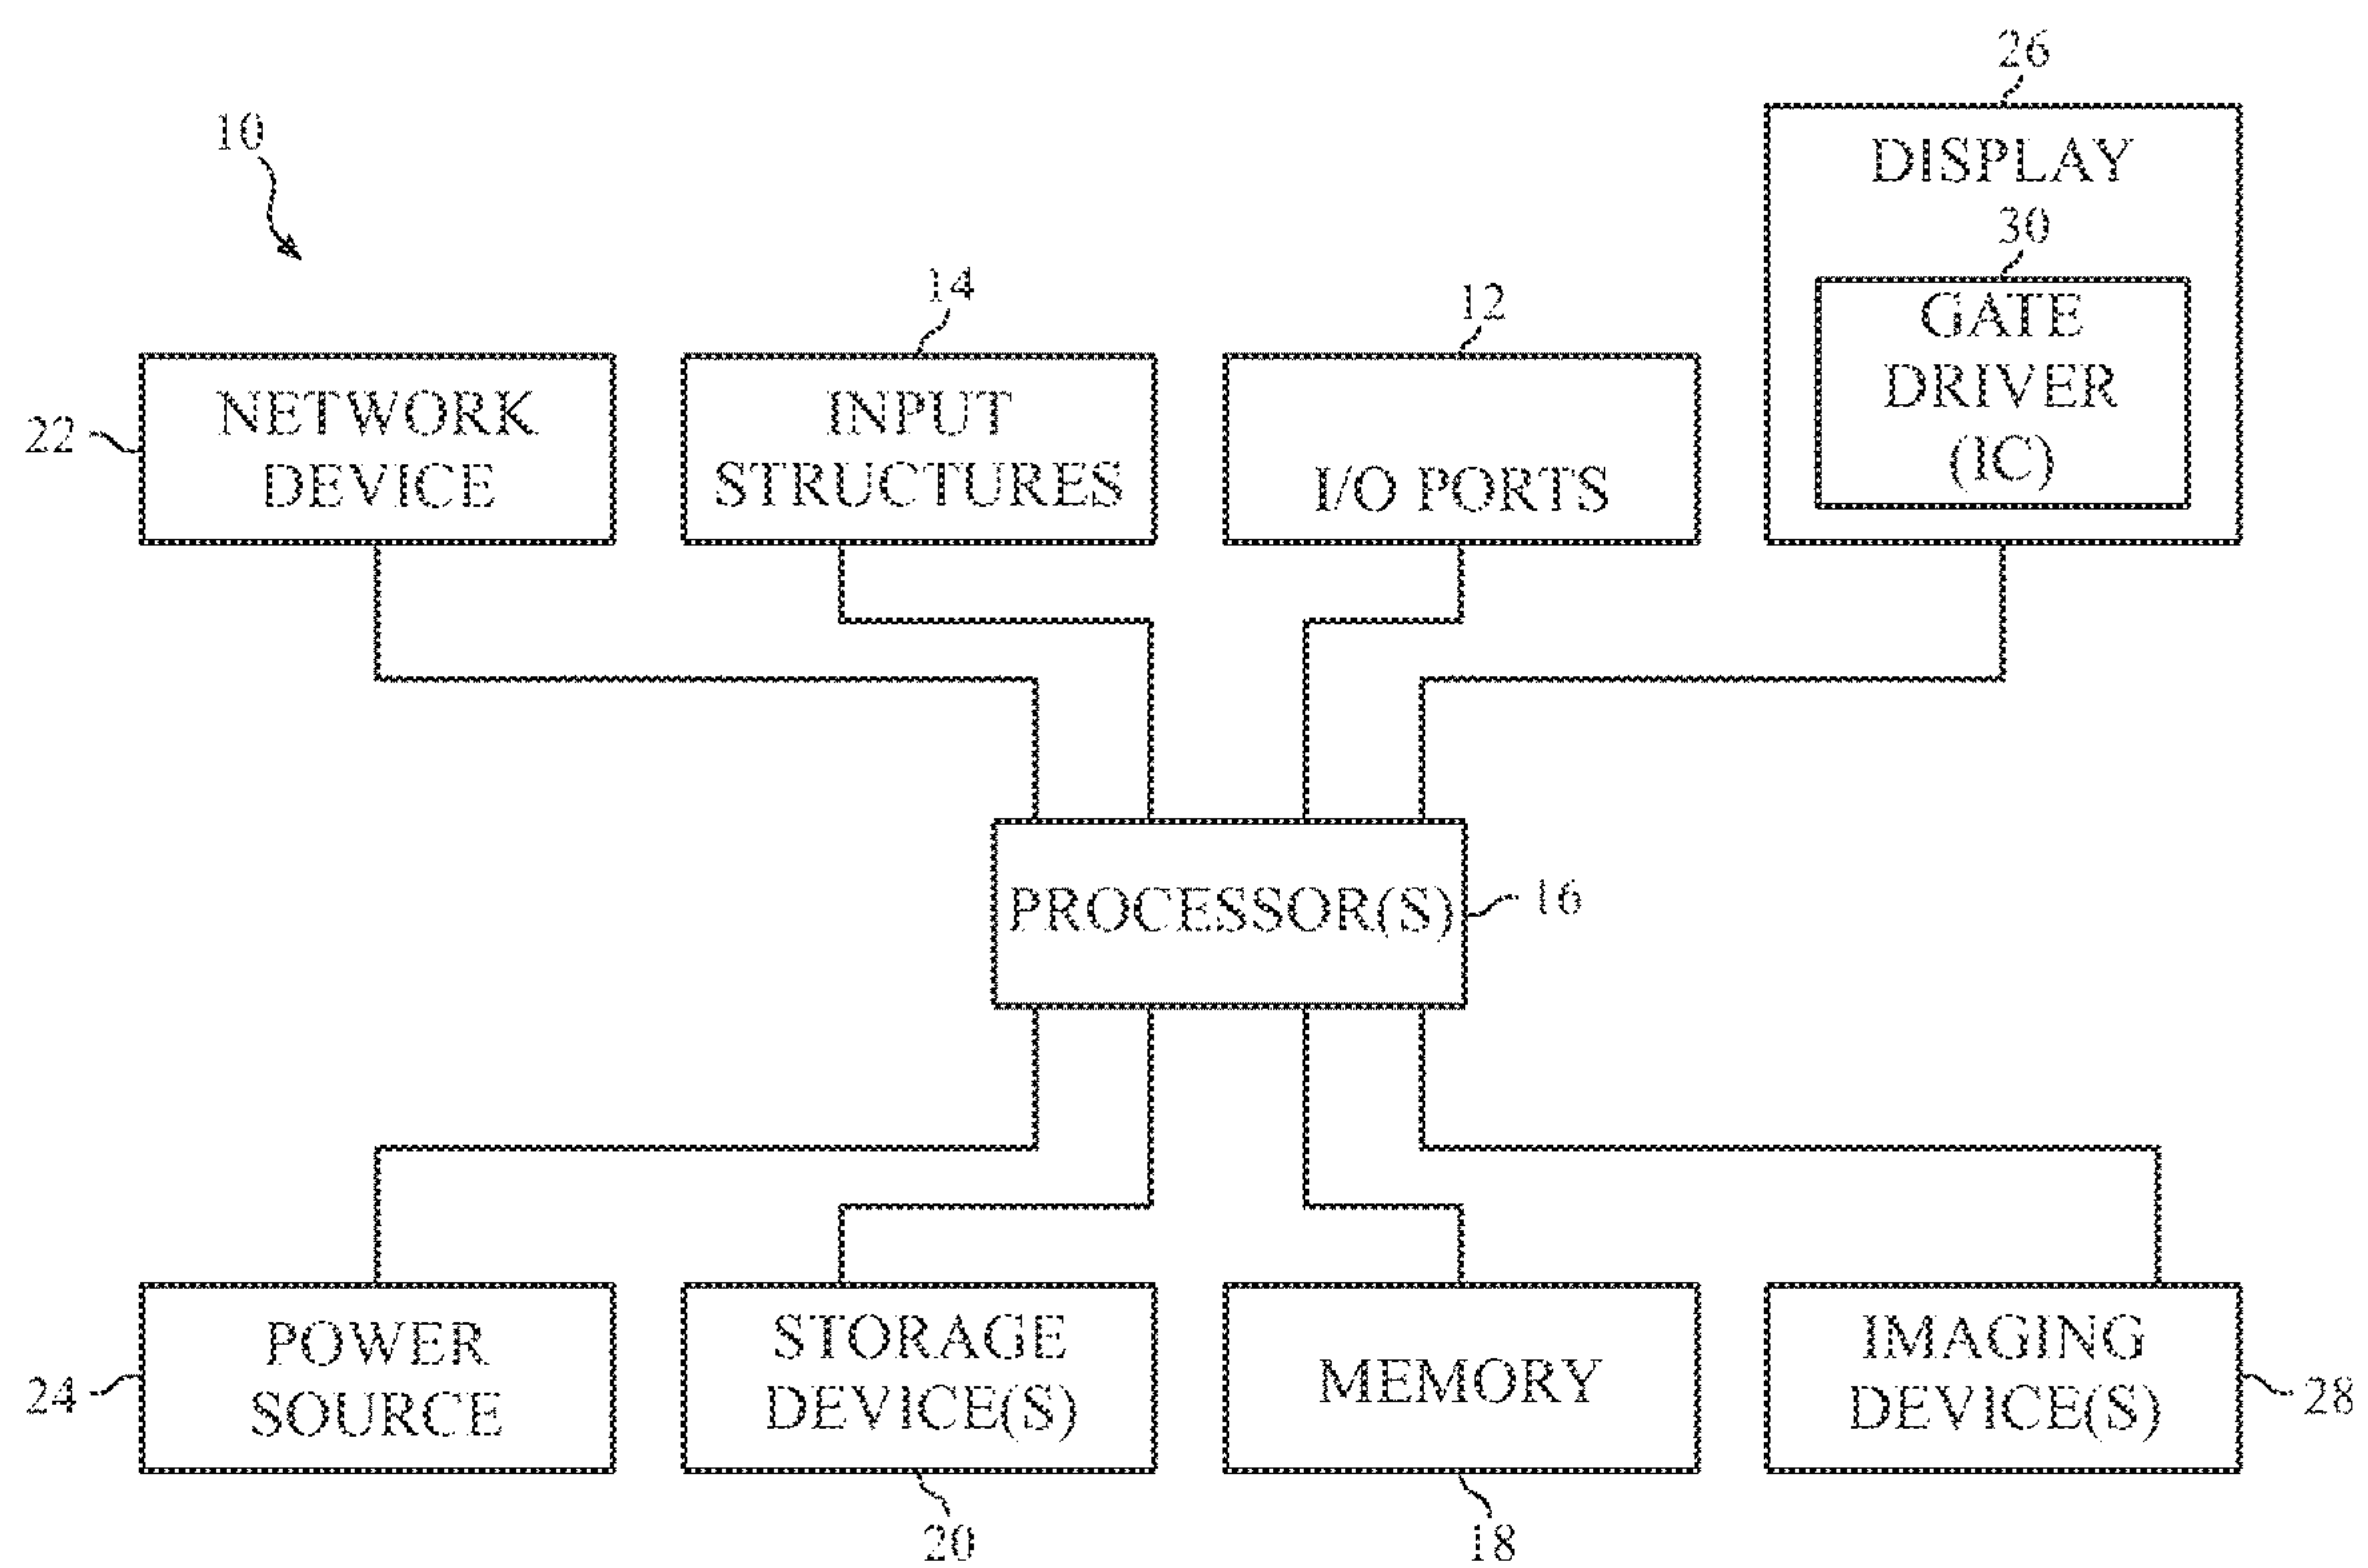 26
10
DISPLAY
30
14
12
GATE
DRIVER
(IC)
22
NETWORK
DEVICE
INPUT
STRUCTURES
I/O PORTS
PROCESSOR(S)
16
24
POWER
SOURCE
STORAGE
DEVICE(S)
MEMORY
IMAGING
DEVICE(S)
28
20
18